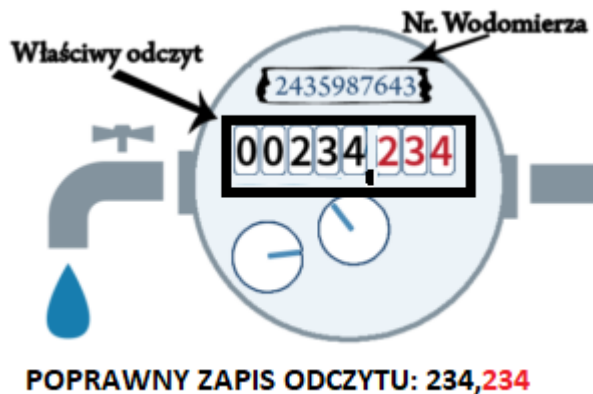 Nr. Wodomierza
Właściwy odczyt
2435987643
00234,234
POPRAWNY ZAPIS ODCZYTU: 234,234